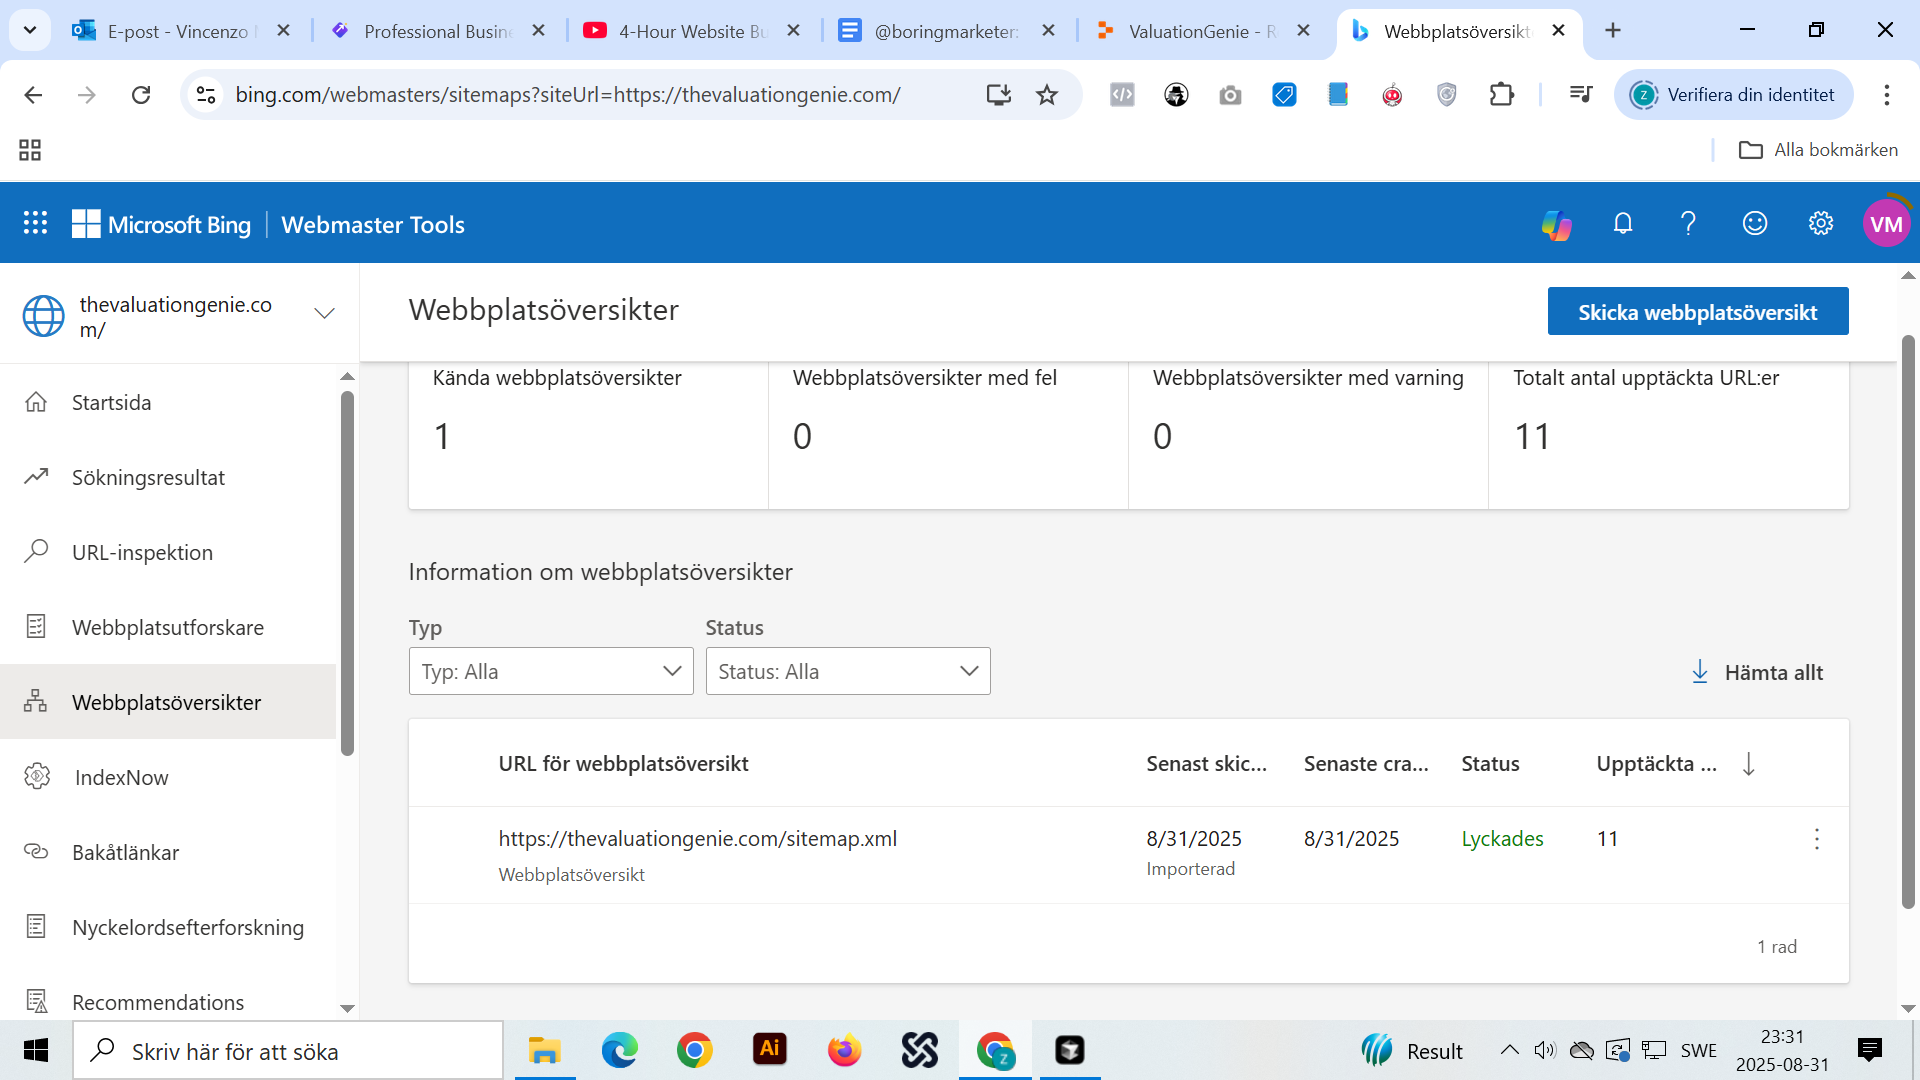 E-post - Vincenzo
Professional Busine
4-Hour Website Bu
@boringmarketer:
ValuationGenie - R
Webbplatsöversikt
bing.com/webmasters/sitemaps?siteUrl=https://thevaluationgenie.com/
Z
Verifiera din identitet
Alla bokmärken
Microsoft Bing
Webmaster Tools
VM
thevaluationgenie.co
m/
Webbplatsöversikter
Skicka webbplatsöversikt
Startsida
Sökningsresultat
URL-inspektion
Webbplatsutforskare
Webbplatsöversikter
IndexNow
Bakåtlänkar
Nyckelordsefterforskning
Recommendations
Kända webbplatsöversikter
1
Webbplatsöversikter med fel
0
Webbplatsöversikter med varning
0
Totalt antal upptäckta URL:er
11
Information om webbplatsöversikter
Typ
Status
Typ: Alla
Status: Alla
Hämta allt
URL för webbplatsöversikt
Senast skic...
Senaste cra...
Status
Upptäckta ...
https://thevaluationgenie.com/sitemap.xml
8/31/2025
8/31/2025
Lyckades
11
Webbplatsöversikt
Importerad
1 rad
Skriv här för att söka
Ai
Z
Result
SWE
23:31
2025-08-31